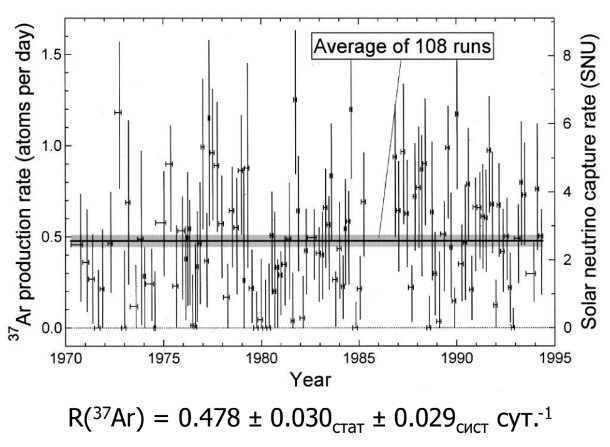 Average of 108 runs
³⁷Ar production rate (atoms per day)
1.5
1.0
0.5
0.0
Solar neutrino capture rate (SNU)
8
6
4
2
0
1970 1975 1980 1985 1990 1995
Year
R(³⁷Ar) = 0.478 ± 0.030стат ± 0.029сист сут.⁻¹